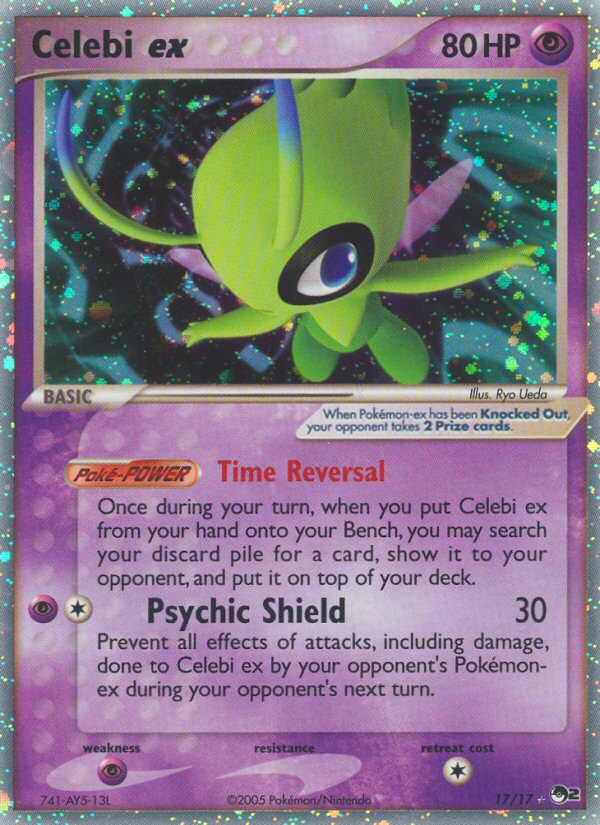 Celebi ex 80 HP
BASIC
Illus. Ryo Ueda
When Pokémon-ex has been Knocked Out,
your opponent takes 2 Prize cards.
Poké-POWER Time Reversal
Once during your turn, when you put Celebi ex
from your hand onto your Bench, you may search
your discard pile for a card, show it to your
opponent, and put it on top of your deck.
Psychic Shield 30
Prevent all effects of attacks, including damage,
done to Celebi ex by your opponent's Pokémon-
ex during your opponent's next turn.
weakness resistance retreat cost
741-AY5-13L ©2005 Pokémon/Nintendo 17/17 2